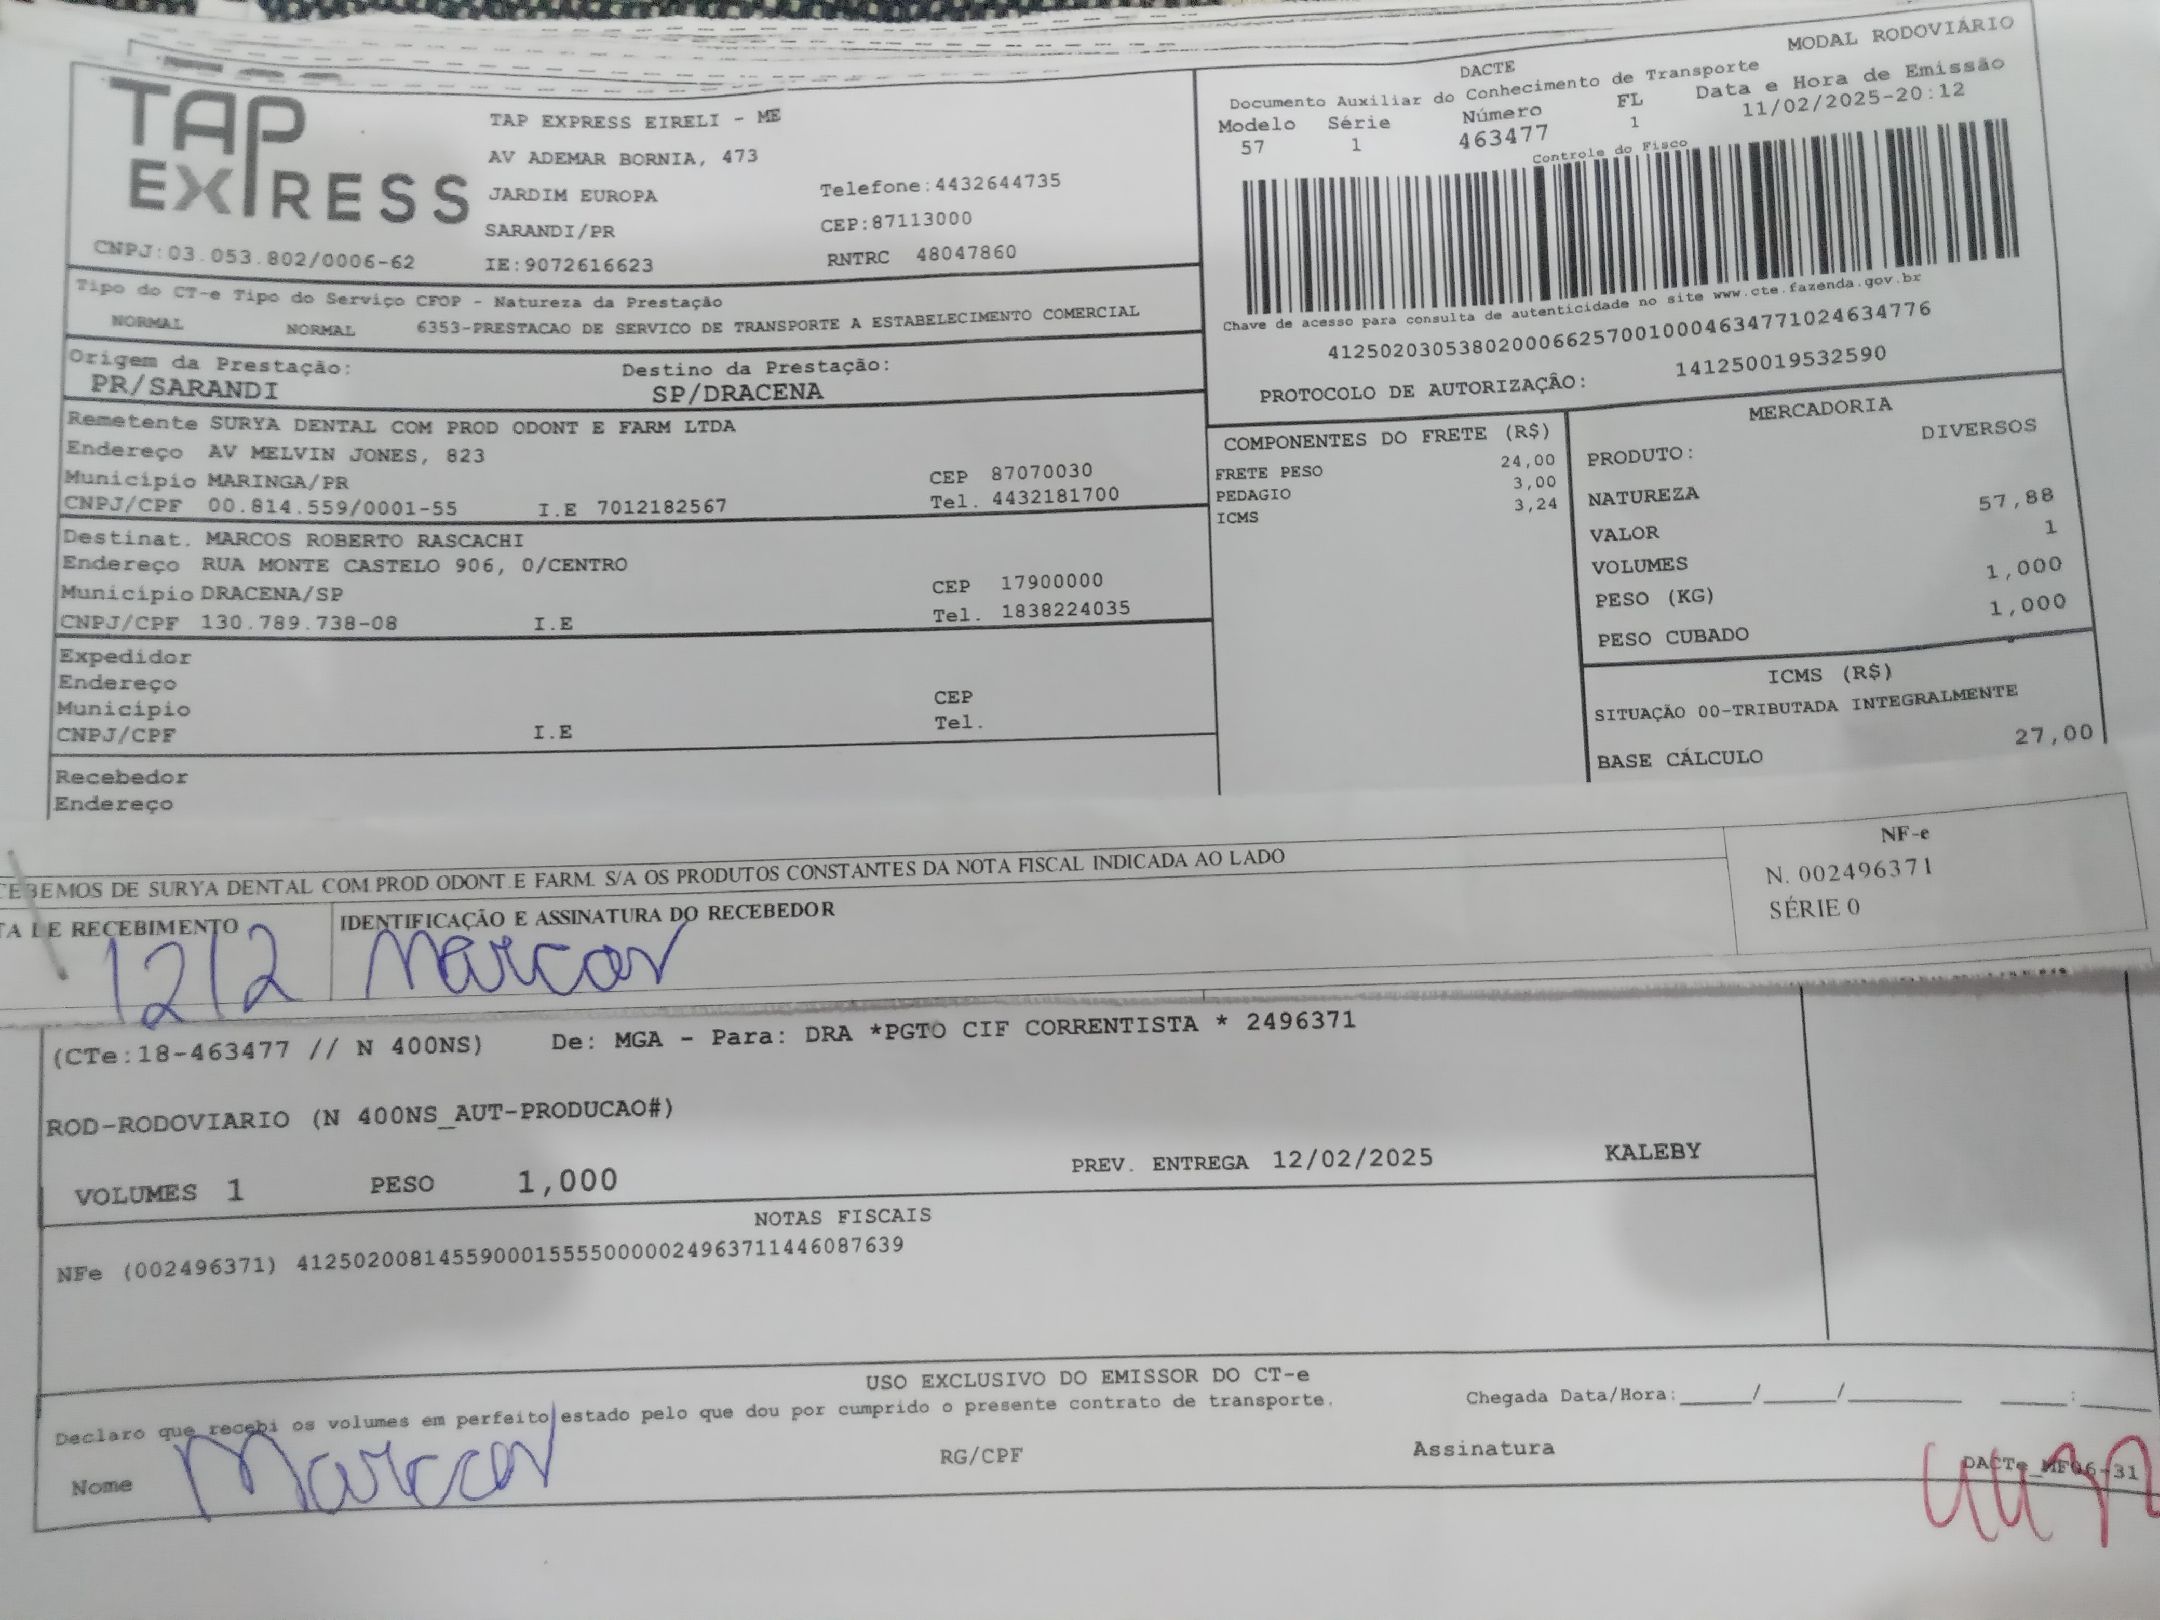 TAP
EXPRESS
TAP EXPRESS EIRELI - ME
AV ADEMAR BORNIA, 473
JARDIM EUROPA Telefone:4432644735
SARANDI/PR CEP:87113000
CNPJ:03.053.802/0006-62 IE:9072616623 RNTRC 48047860
MODAL RODOVIÁRIO
DACTE
Documento Auxiliar do Conhecimento de Transporte
Modelo Série Número FL Data e Hora de Emissão
57 1 463477 1 11/02/2025-20:12
Controle do Fisco
Chave de acesso para consulta de autenticidade no site www.cte.fazenda.gov.br
41250203053802000662570010004634771024634776
PROTOCOLO DE AUTORIZAÇÃO: 141250019532590
Tipo do CT-e Tipo do Serviço CFOP - Natureza da Prestação
NORMAL NORMAL 6353-PRESTACAO DE SERVICO DE TRANSPORTE A ESTABELECIMENTO COMERCIAL
Origem da Prestação: Destino da Prestação:
PR/SARANDI SP/DRACENA
Remetente SURYA DENTAL COM PROD ODONT E FARM LTDA
Endereço AV MELVIN JONES, 823
Municipio MARINGA/PR CEP 87070030
CNPJ/CPF 00.814.559/0001-55 I.E 7012182567 Tel. 4432181700
Destinat. MARCOS ROBERTO RASCACHI
Endereço RUA MONTE CASTELO 906, 0/CENTRO
Municipio DRACENA/SP CEP 17900000
CNPJ/CPF 130.789.738-08 I.E Tel. 1838224035
Expedidor
Endereço
Municipio CEP
CNPJ/CPF I.E Tel.
Recebedor
Endereço
COMPONENTES DO FRETE (R$)
FRETE PESO 24,00
PEDAGIO 3,00
ICMS 3,24
MERCADORIA
PRODUTO: DIVERSOS
NATUREZA
VALOR 57,88
VOLUMES 1
PESO (KG) 1,000
PESO CUBADO 1,000
ICMS (R$)
SITUAÇÃO 00-TRIBUTADA INTEGRALMENTE
BASE CÁLCULO 27,00
CEBEMOS DE SURYA DENTAL COM.PROD ODONT.E FARM. S/A OS PRODUTOS CONSTANTES DA NOTA FISCAL INDICADA AO LADO
TA DE RECEBIMENTO IDENTIFICAÇÃO E ASSINATURA DO RECEBEDOR
12/2 Marcos
NF-e
N. 002496371
SÉRIE 0
(CTe:18-463477 // N 400NS) De: MGA - Para: DRA *PGTO CIF CORRENTISTA * 2496371
ROD-RODOVIARIO (N 400NS_AUT-PRODUCAO#)
VOLUMES 1 PESO 1,000 PREV. ENTREGA 12/02/2025 KALEBY
NOTAS FISCAIS
NFe (002496371) 41250200814559000155550000024963711446087639
USO EXCLUSIVO DO EMISSOR DO CT-e
Declaro que recebi os volumes em perfeito estado pelo que dou por cumprido o presente contrato de transporte. Chegada Data/Hora:_____/_____/________ _____:_____
Nome Marcos RG/CPF Assinatura
DACTe_MF06-31